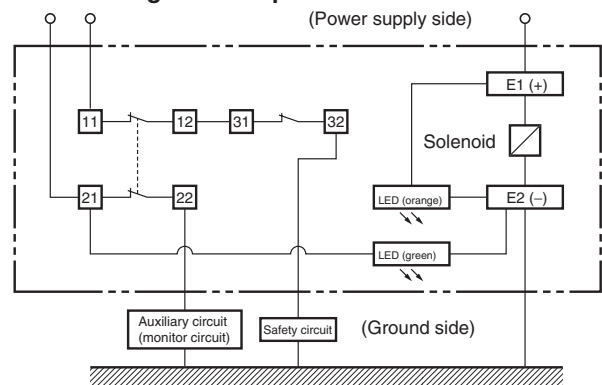 (Power supply side)
E1 (+)
11
12
31
32
Solenoid
21
22
LED (orange)
E2 (−)
LED (green)
Auxiliary circuit
(monitor circuit)
Safety circuit
(Ground side)